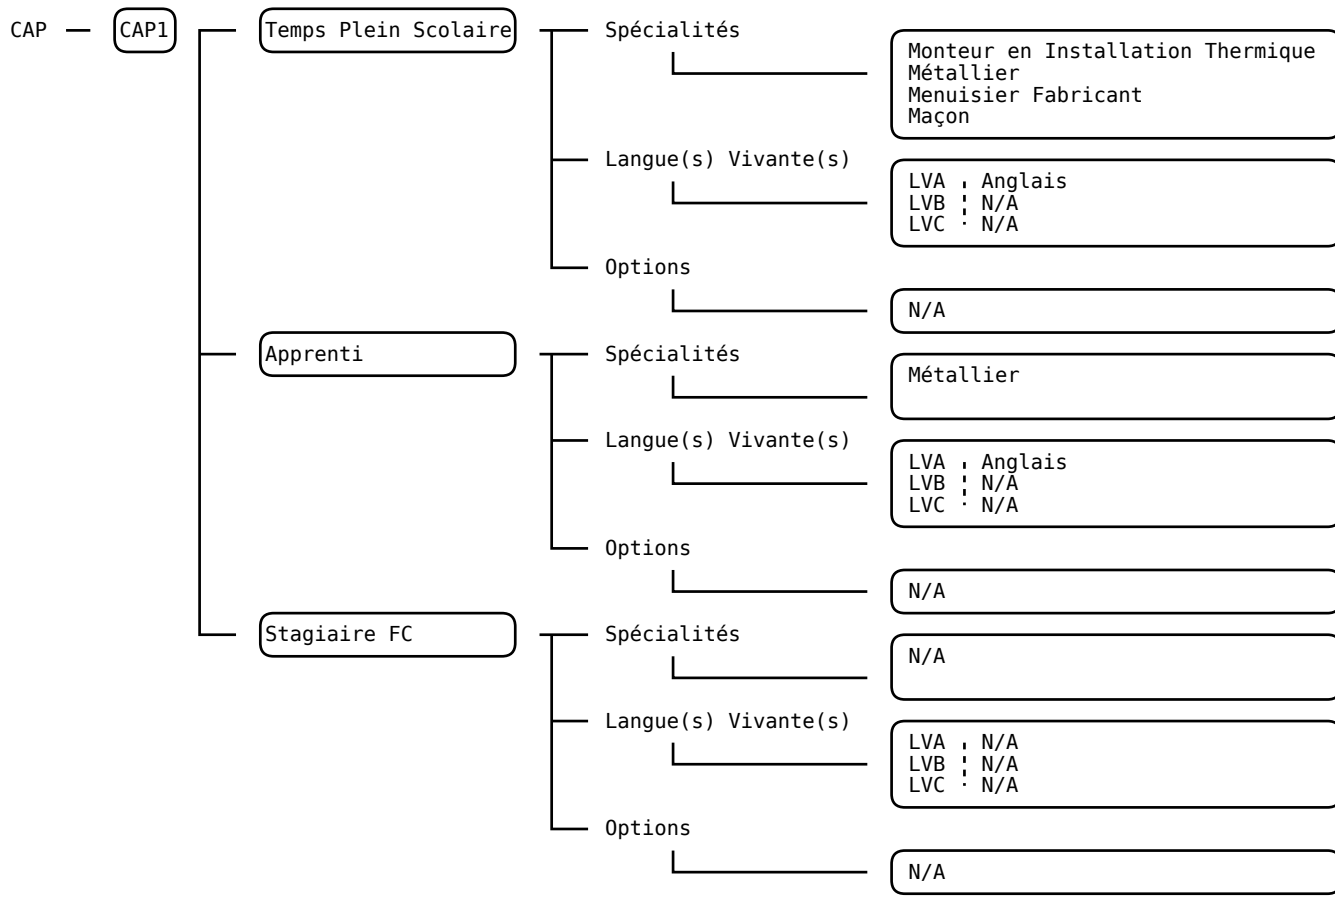 CAP CAP1 Temps Plein Scolaire Spécialités
Monteur en Installation Thermique
Métallier
Menuisier Fabricant
Maçon
Langue(s) Vivante(s)
LVA Anglais
LVB N/A
LVC N/A
Options
N/A
Apprenti Spécialités
Métallier
Langue(s) Vivante(s)
LVA Anglais
LVB N/A
LVC N/A
Options
N/A
Stagiaire FC Spécialités
N/A
Langue(s) Vivante(s)
LVA N/A
LVB N/A
LVC N/A
Options
N/A